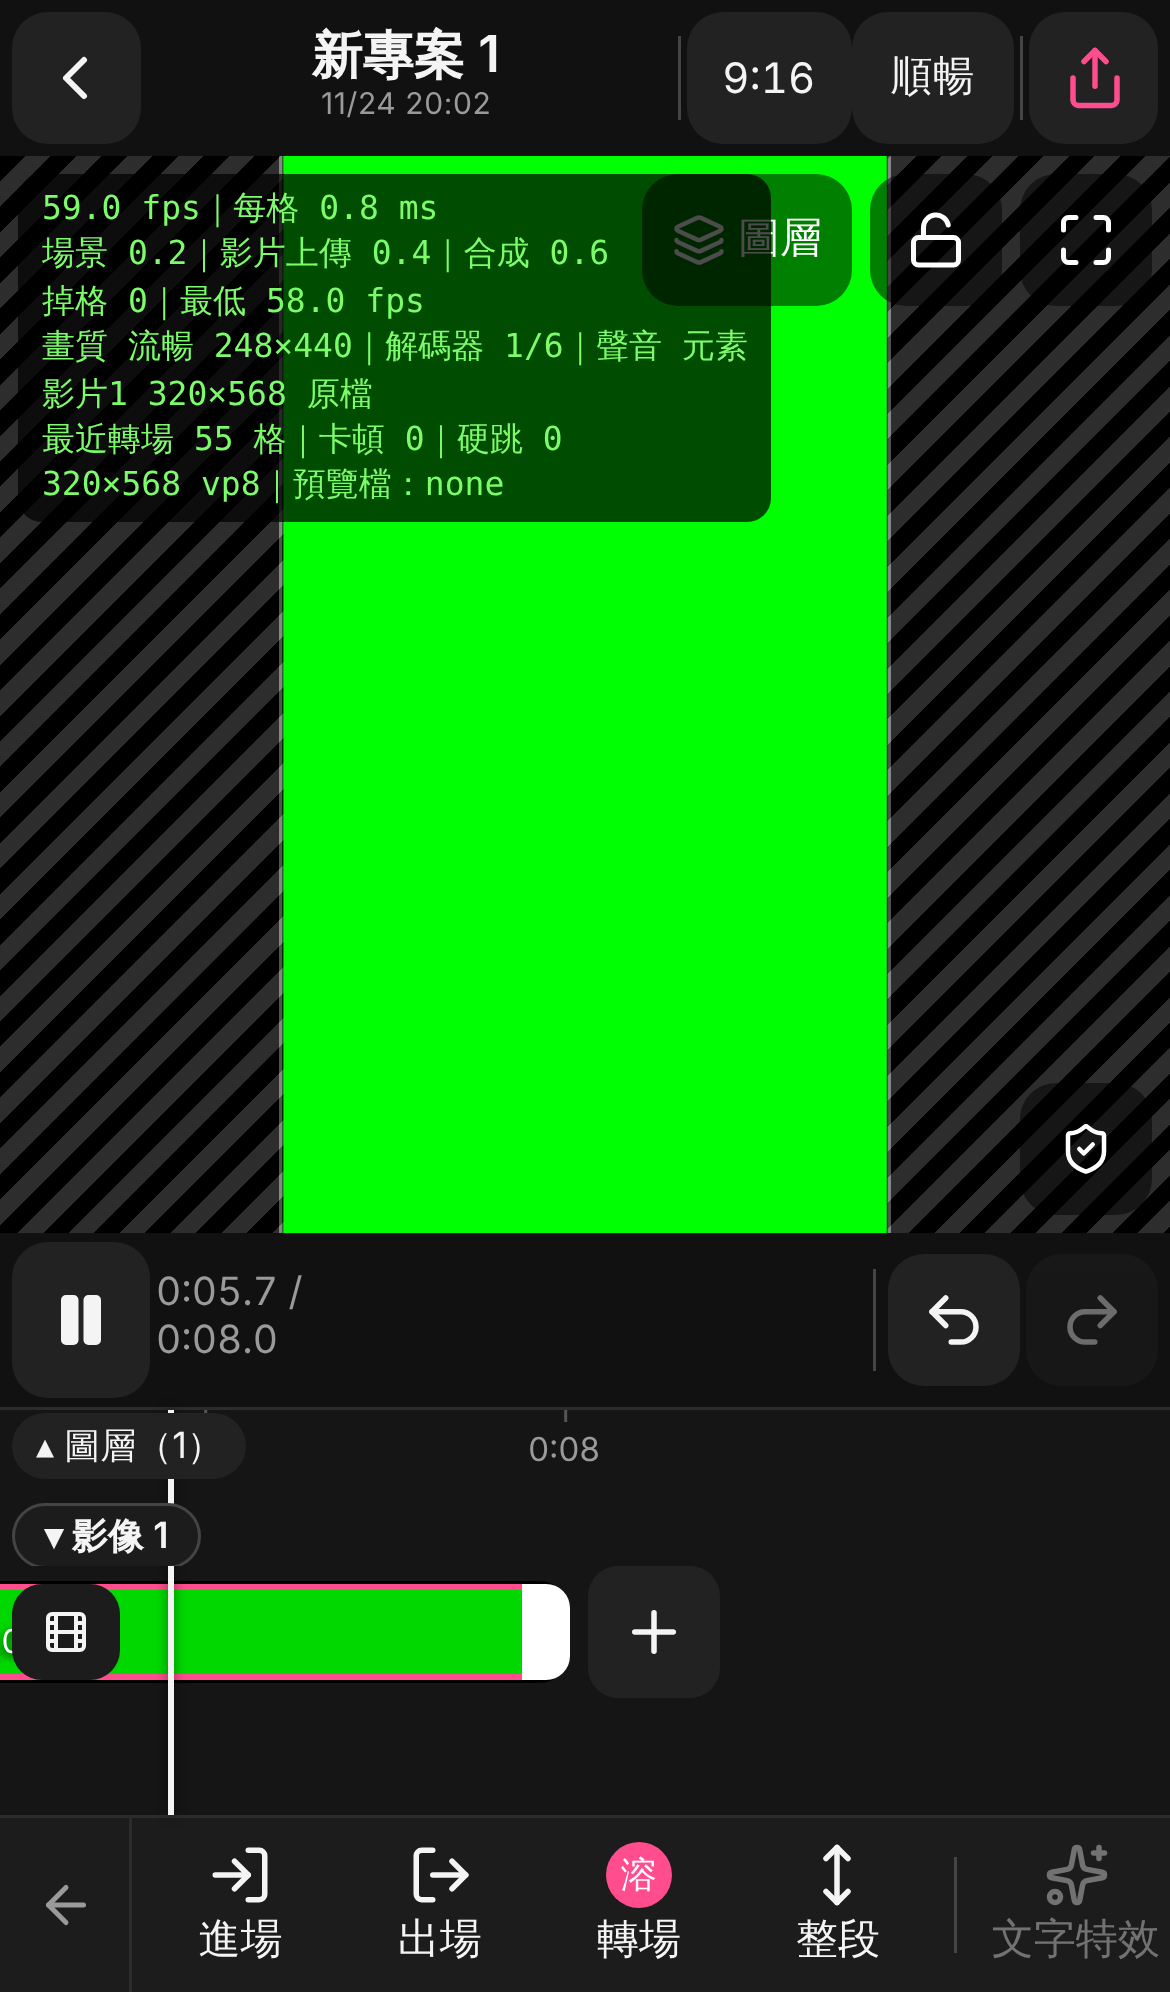 新專案 1
11/24 20:02
9:16
順暢
59.0 fps｜每格 0.8 ms
場景 0.2｜影片上傳 0.4｜合成 0.6
掉格 0｜最低 58.0 fps
畫質 流暢 248×440｜解碼器 1/6｜聲音 元素
影片1 320×568 原檔
最近轉場 55 格｜卡頓 0｜硬跳 0
320×568 vp8｜預覽檔：none
圖層
0:05.7 /
0:08.0
▲ 圖層（1）
0:08
▼影像 1
進場
出場
溶
轉場
整段
文字特效